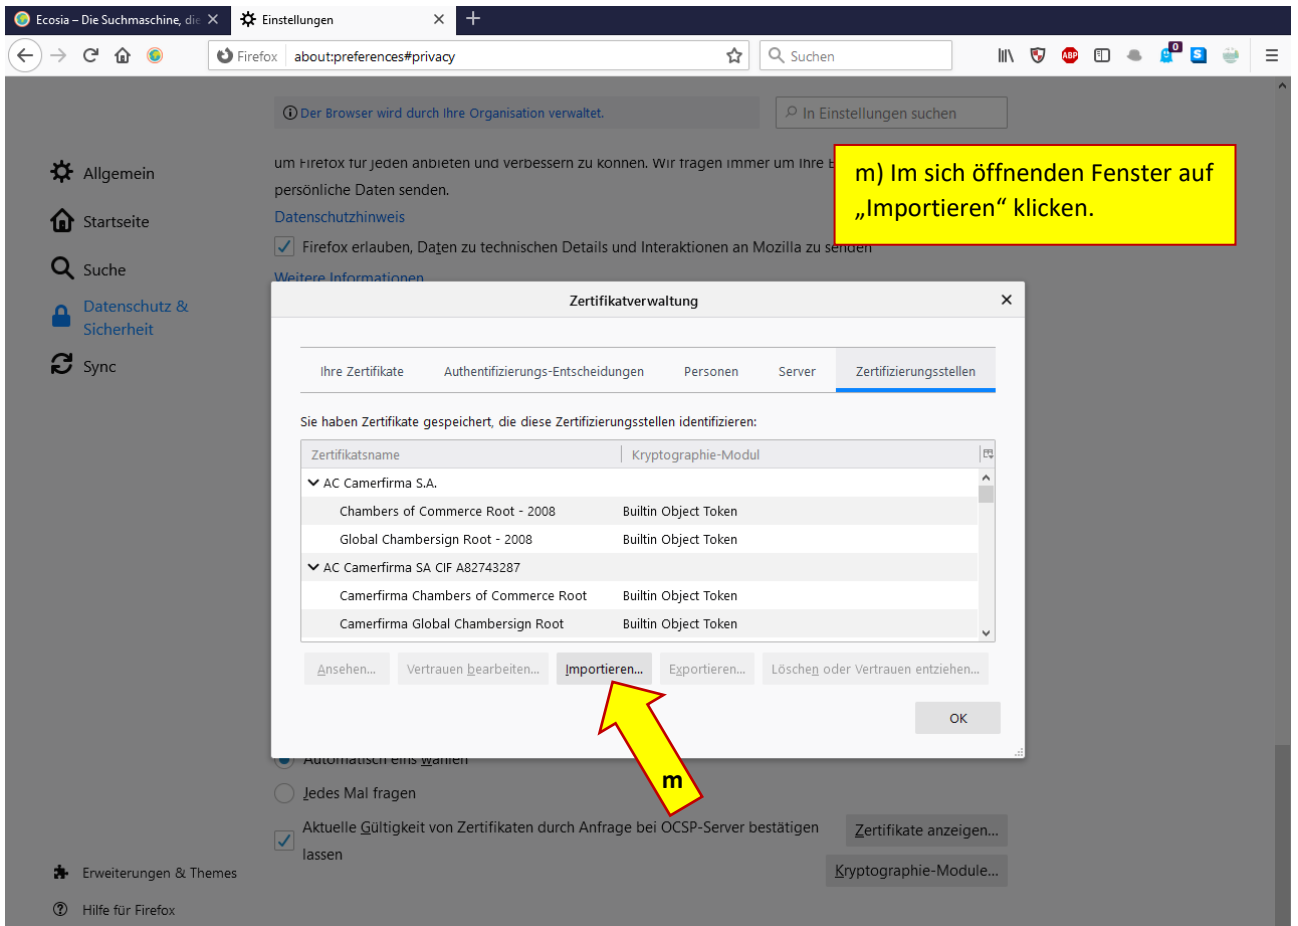 Ecosia – Die Suchmaschine, die
Einstellungen
Firefox about:preferences#privacy
Suchen
ABP
0
S
Der Browser wird durch Ihre Organisation verwaltet.
In Einstellungen suchen
um Firefox für jeden anbieten und verbessern zu können. Wir fragen immer um Ihre
persönliche Daten senden.
Datenschutzhinweis
Firefox erlauben, Daten zu technischen Details und Interaktionen an Mozilla zu senden
Weitere Informationen
m) Im sich öffnenden Fenster auf
„Importieren“ klicken.
Allgemein
Startseite
Suche
Datenschutz &
Sicherheit
Sync
Zertifikatverwaltung
Ihre Zertifikate Authentifizierungs-Entscheidungen Personen Server Zertifizierungsstellen
Sie haben Zertifikate gespeichert, die diese Zertifizierungsstellen identifizieren:
Zertifikatsname Kryptographie-Modul
AC Camerfirma S.A.
Chambers of Commerce Root - 2008 Builtin Object Token
Global Chambersign Root - 2008 Builtin Object Token
AC Camerfirma SA CIF A82743287
Camerfirma Chambers of Commerce Root Builtin Object Token
Camerfirma Global Chambersign Root Builtin Object Token
Ansehen... Vertrauen bearbeiten... Importieren... Exportieren... Löschen oder Vertrauen entziehen...
OK
m
Automatisch eins wählen
Jedes Mal fragen
Aktuelle Gültigkeit von Zertifikaten durch Anfrage bei OCSP-Server bestätigen
lassen
Zertifikate anzeigen...
Kryptographie-Module...
Erweiterungen & Themes
Hilfe für Firefox